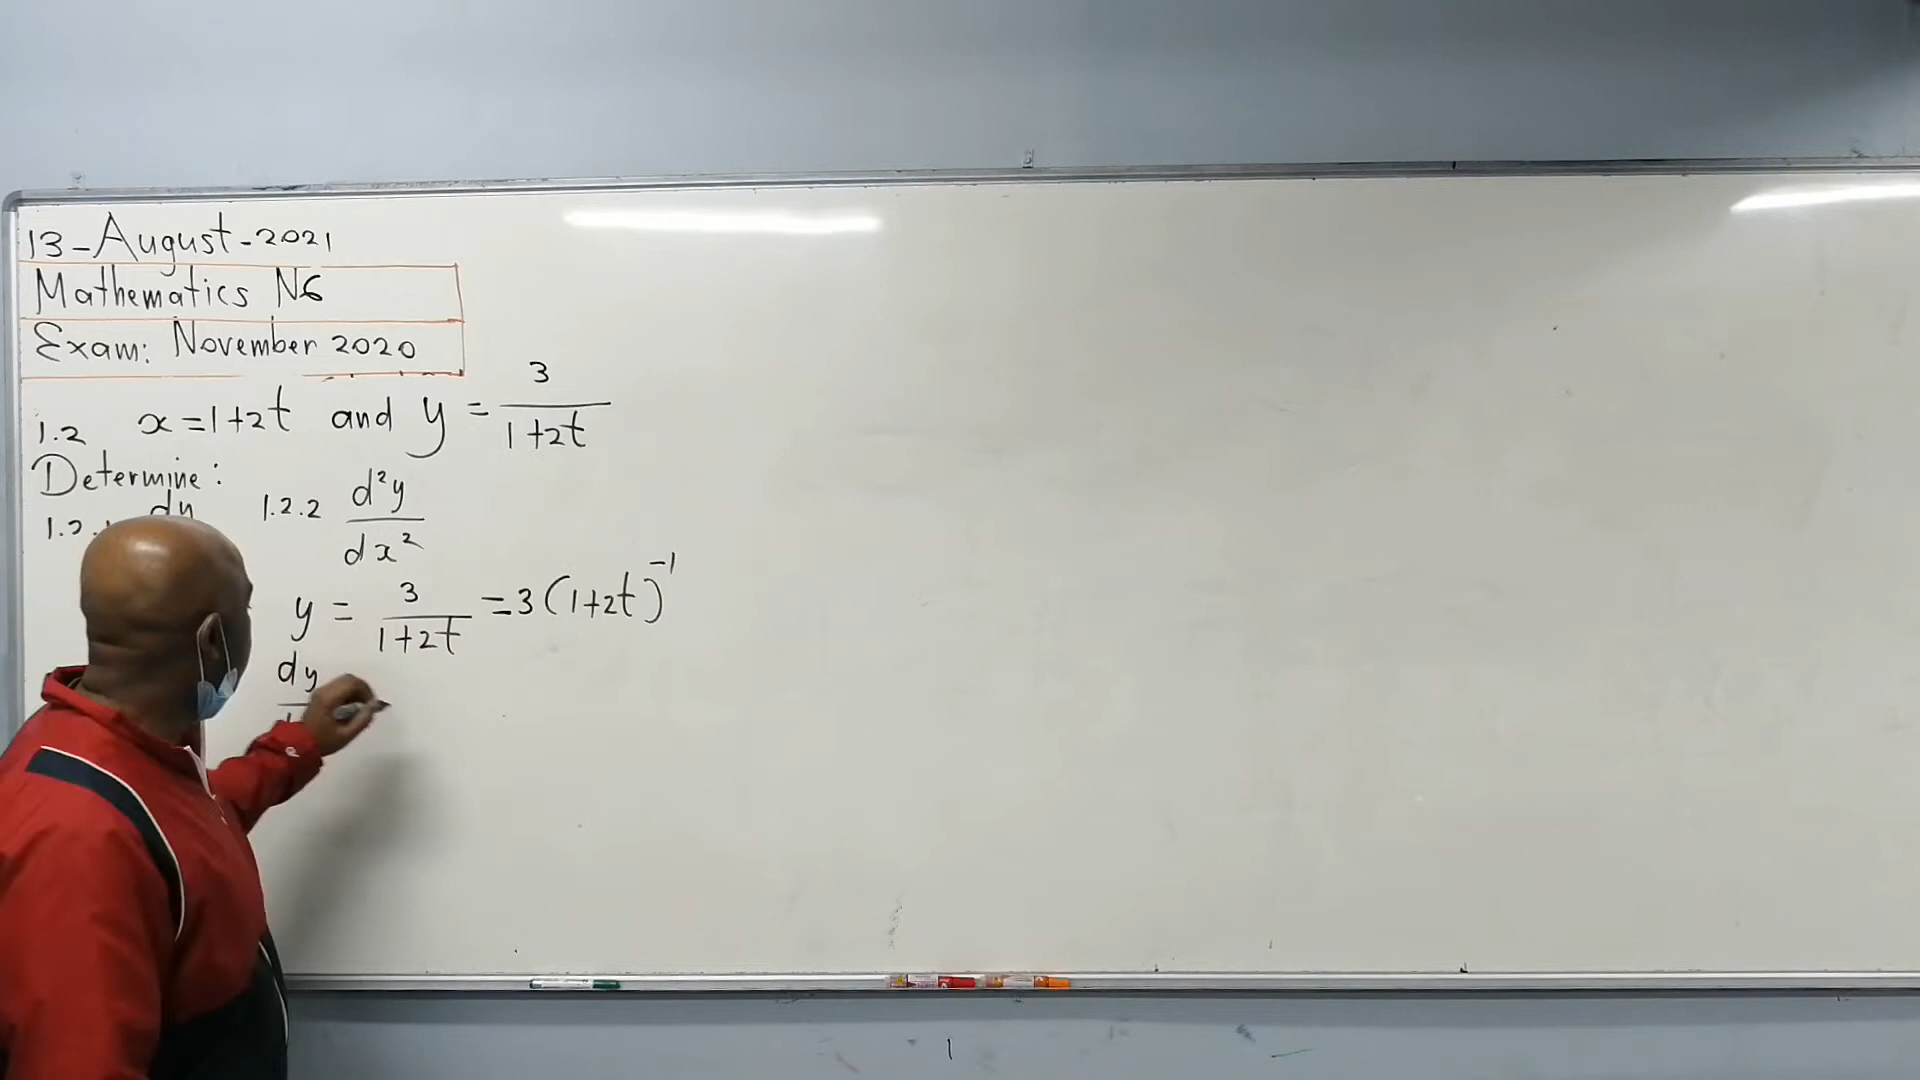 13-August-2021
Mathematics N6
Exam: November 2020
1.2 x = 1+2t and y = 3/(1+2t)
Determine:
dy 1.2.2 d²y/dx²
y = 3/(1+2t) = 3(1+2t)⁻¹
dy